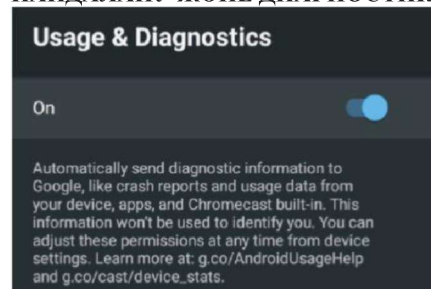 Usage & Diagnostics
On
Automatically send diagnostic information to
Google, like crash reports and usage data from
your device, apps, and Chromecast built-in. This
information won't be used to identify you. You can
adjust these permissions at any time from device
settings. Learn more at: g.co/AndroidUsageHelp
and g.co/cast/device_stats.